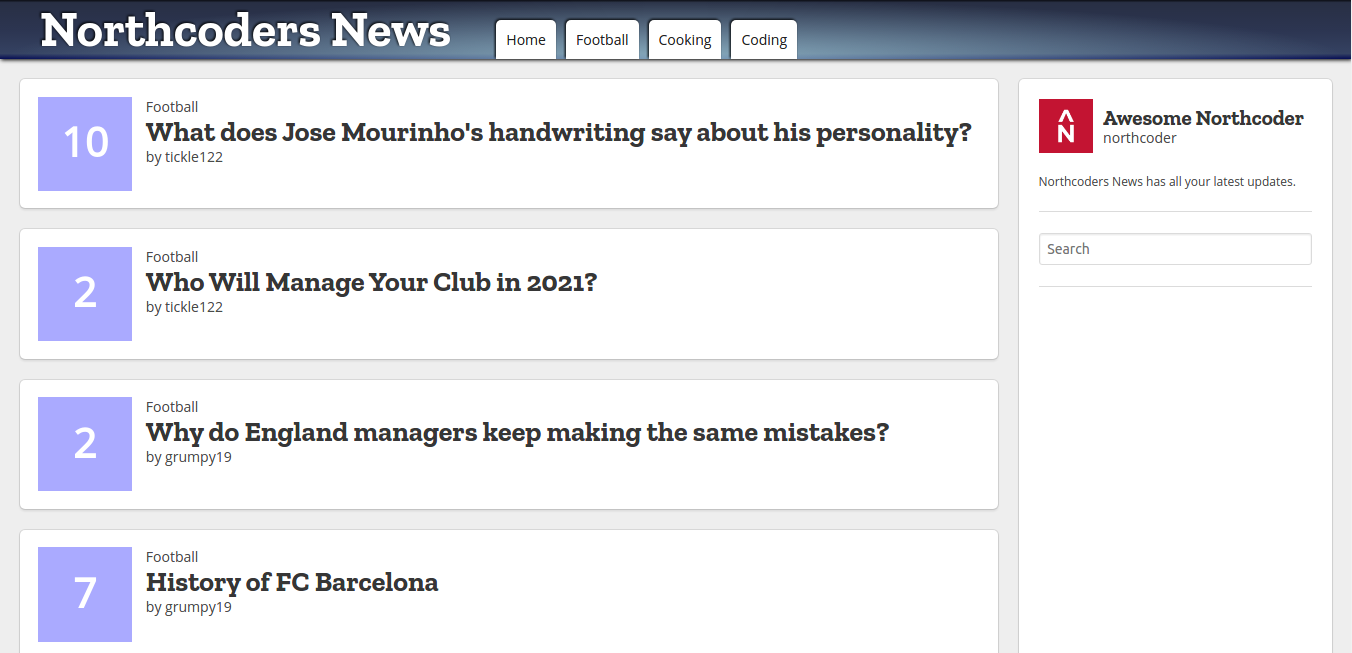 Northcoders News
Home
Football
Cooking
Coding
10
Football
What does Jose Mourinho's handwriting say about his personality?
by tickle122
2
Football
Who Will Manage Your Club in 2021?
by tickle122
2
Football
Why do England managers keep making the same mistakes?
by grumpy19
7
Football
History of FC Barcelona
by grumpy19
N
Awesome Northcoder
northcoder
Northcoders News has all your latest updates.
Search